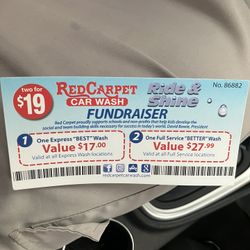 two for
$19
RED CARPET
CAR WASH
Ride &
Shine
No. 86882
FUNDRAISER
Red Carpet proudly supports schools and non-profits that help kids develop the
social and team building skills necessary for success in today's world. David Bowie, President
1
One Express "BEST" Wash
Value $17.00
Valid at all Express Wash locations.
2
One Full Service "BETTER" Wash
Value $27.99
Valid at all Full Service locations.
redcarpetcarwash.com